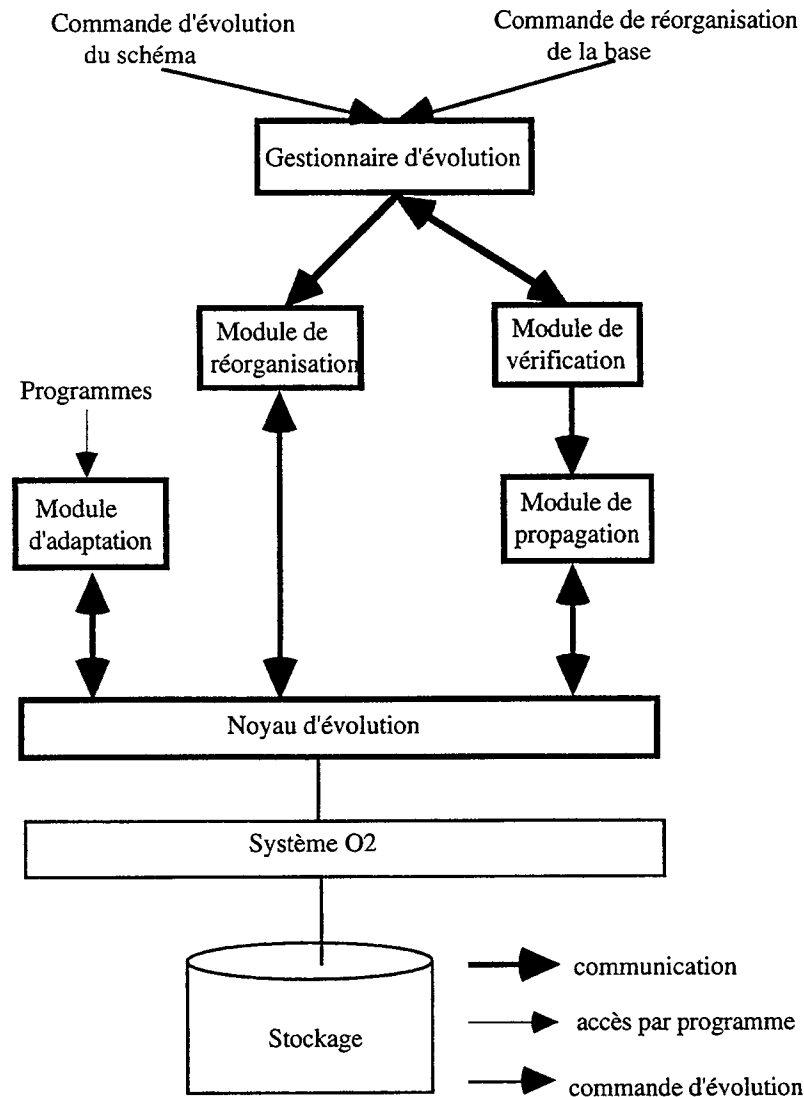 Commande d'évolution
du schéma
Commande de réorganisation
de la base
Gestionnaire d'évolution
Module de
réorganisation
Module de
vérification
Programmes
Module
d'adaptation
Module de
propagation
Noyau d'évolution
Système O2
Stockage
communication
accès par programme
commande d'évolution